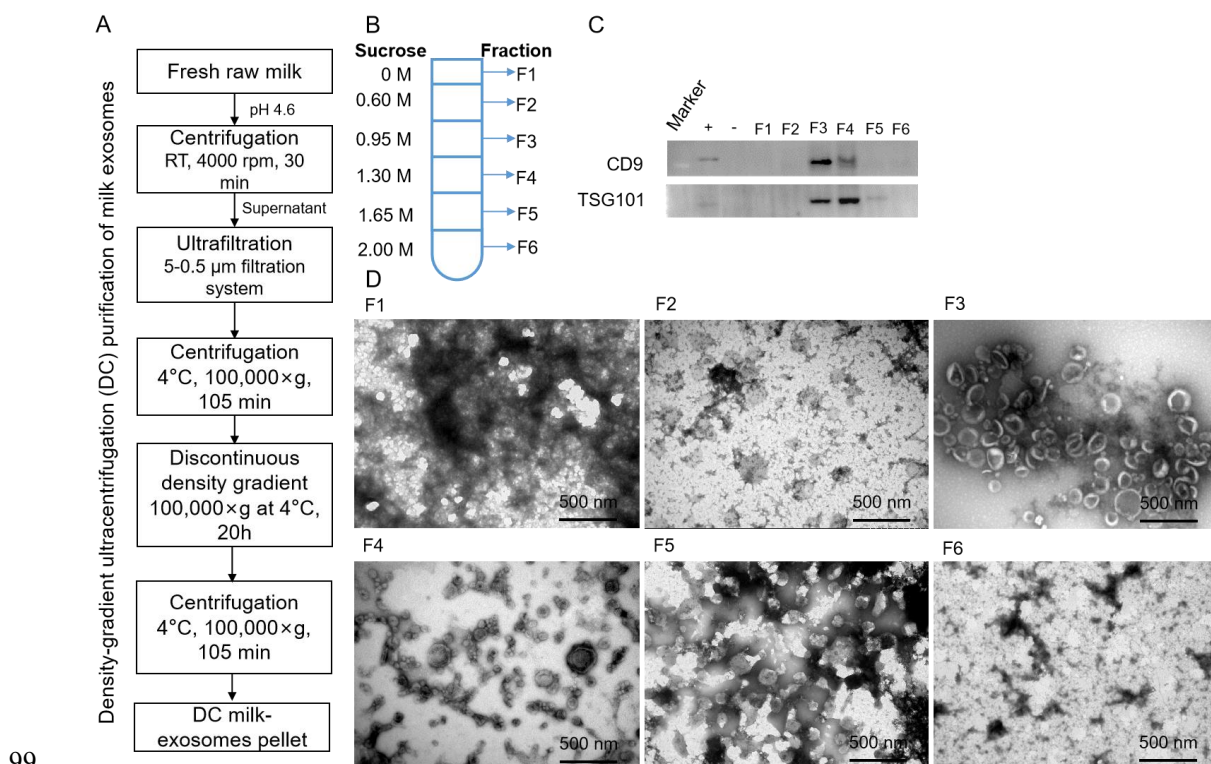 A
Density-gradient ultracentrifugation (DC) purification of milk exosomes
Fresh raw milk
pH 4.6
Centrifugation
RT, 4000 rpm, 30
min
Supernatant
Ultrafiltration
5-0.5 µm filtration
system
Centrifugation
4°C, 100,000×g,
105 min
Discontinuous
density gradient
100,000×g at 4°C,
20h
Centrifugation
4°C, 100,000×g,
105 min
DC milk-
exosomes pellet
B
Sucrose Fraction
0 M F1
0.60 M F2
0.95 M F3
1.30 M F4
1.65 M F5
2.00 M F6
C
Marker + - F1 F2 F3 F4 F5 F6
CD9
TSG101
D
F1 F2 F3
500 nm 500 nm 500 nm
F4 F5 F6
500 nm 500 nm 500 nm
99